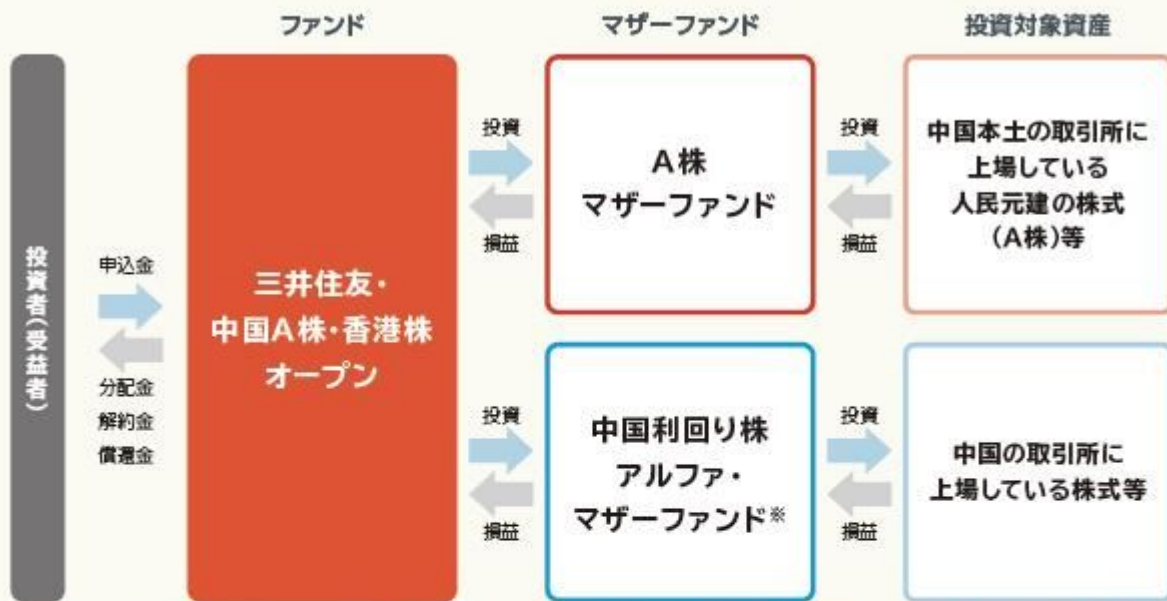 ファンド
マザーファンド
投資対象資産
投資者(受益者)
申込金
分配金
解約金
償還金
三井住友・
中国A株・香港株
オープン
投資
損益
A株
マザーファンド
投資
損益
中国本土の取引所に
上場している
人民元建の株式
(A株)等
投資
損益
中国利回り株
アルファ・
マザーファンド※
投資
損益
中国の取引所に
上場している株式等